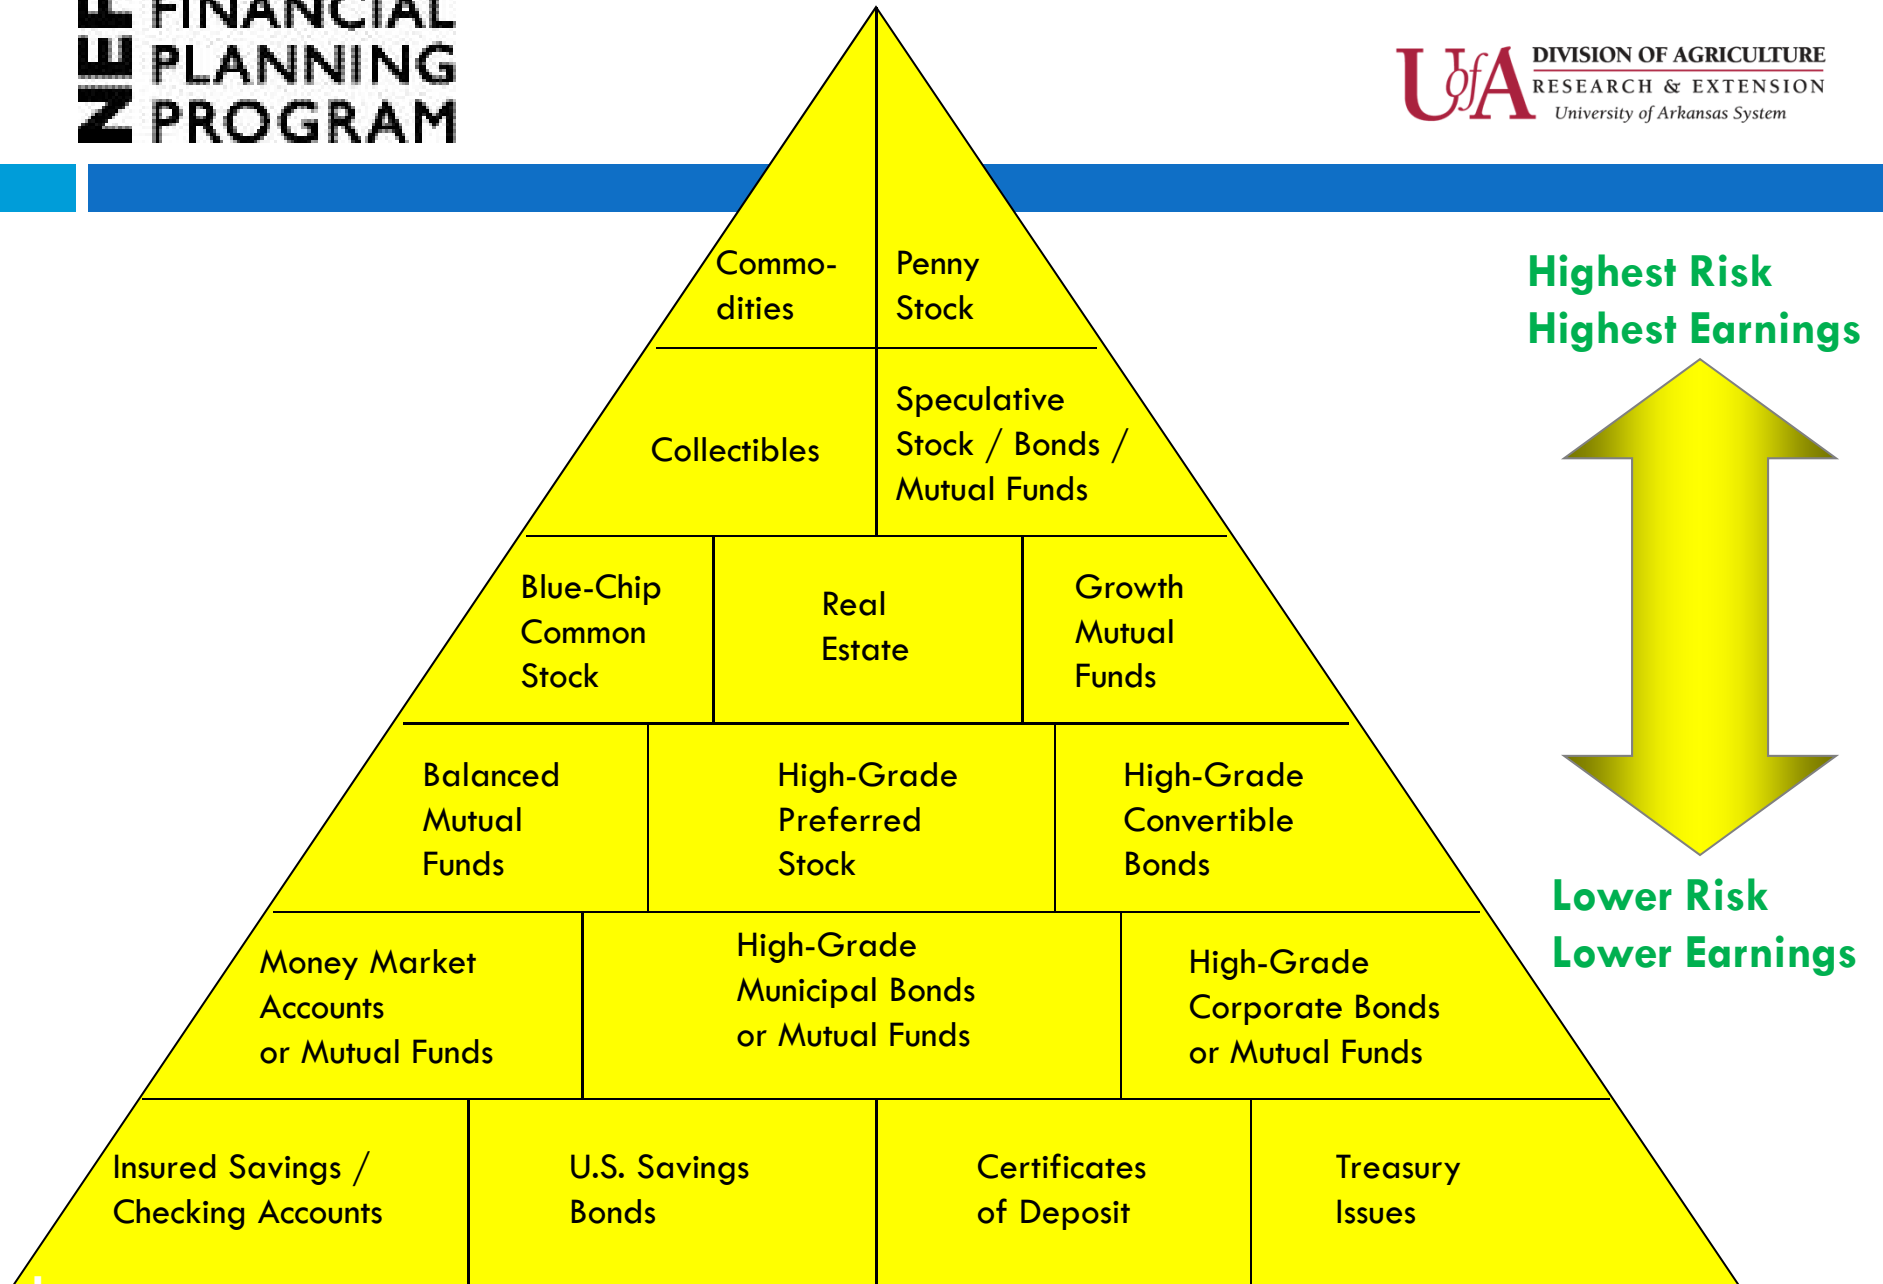 FINANCIAL
PLANNING
PROGRAM
UofA
DIVISION OF AGRICULTURE
RESEARCH & EXTENSION
University of Arkansas System
Commo-
dities
Penny
Stock
Highest Risk
Highest Earnings
Collectibles
Speculative
Stock / Bonds /
Mutual Funds
Blue-Chip
Common
Stock
Real
Estate
Growth
Mutual
Funds
Balanced
Mutual
Funds
High-Grade
Preferred
Stock
High-Grade
Convertible
Bonds
Lower Risk
Lower Earnings
Money Market
Accounts
or Mutual Funds
High-Grade
Municipal Bonds
or Mutual Funds
High-Grade
Corporate Bonds
or Mutual Funds
Insured Savings /
Checking Accounts
U.S. Savings
Bonds
Certificates
of Deposit
Treasury
Issues